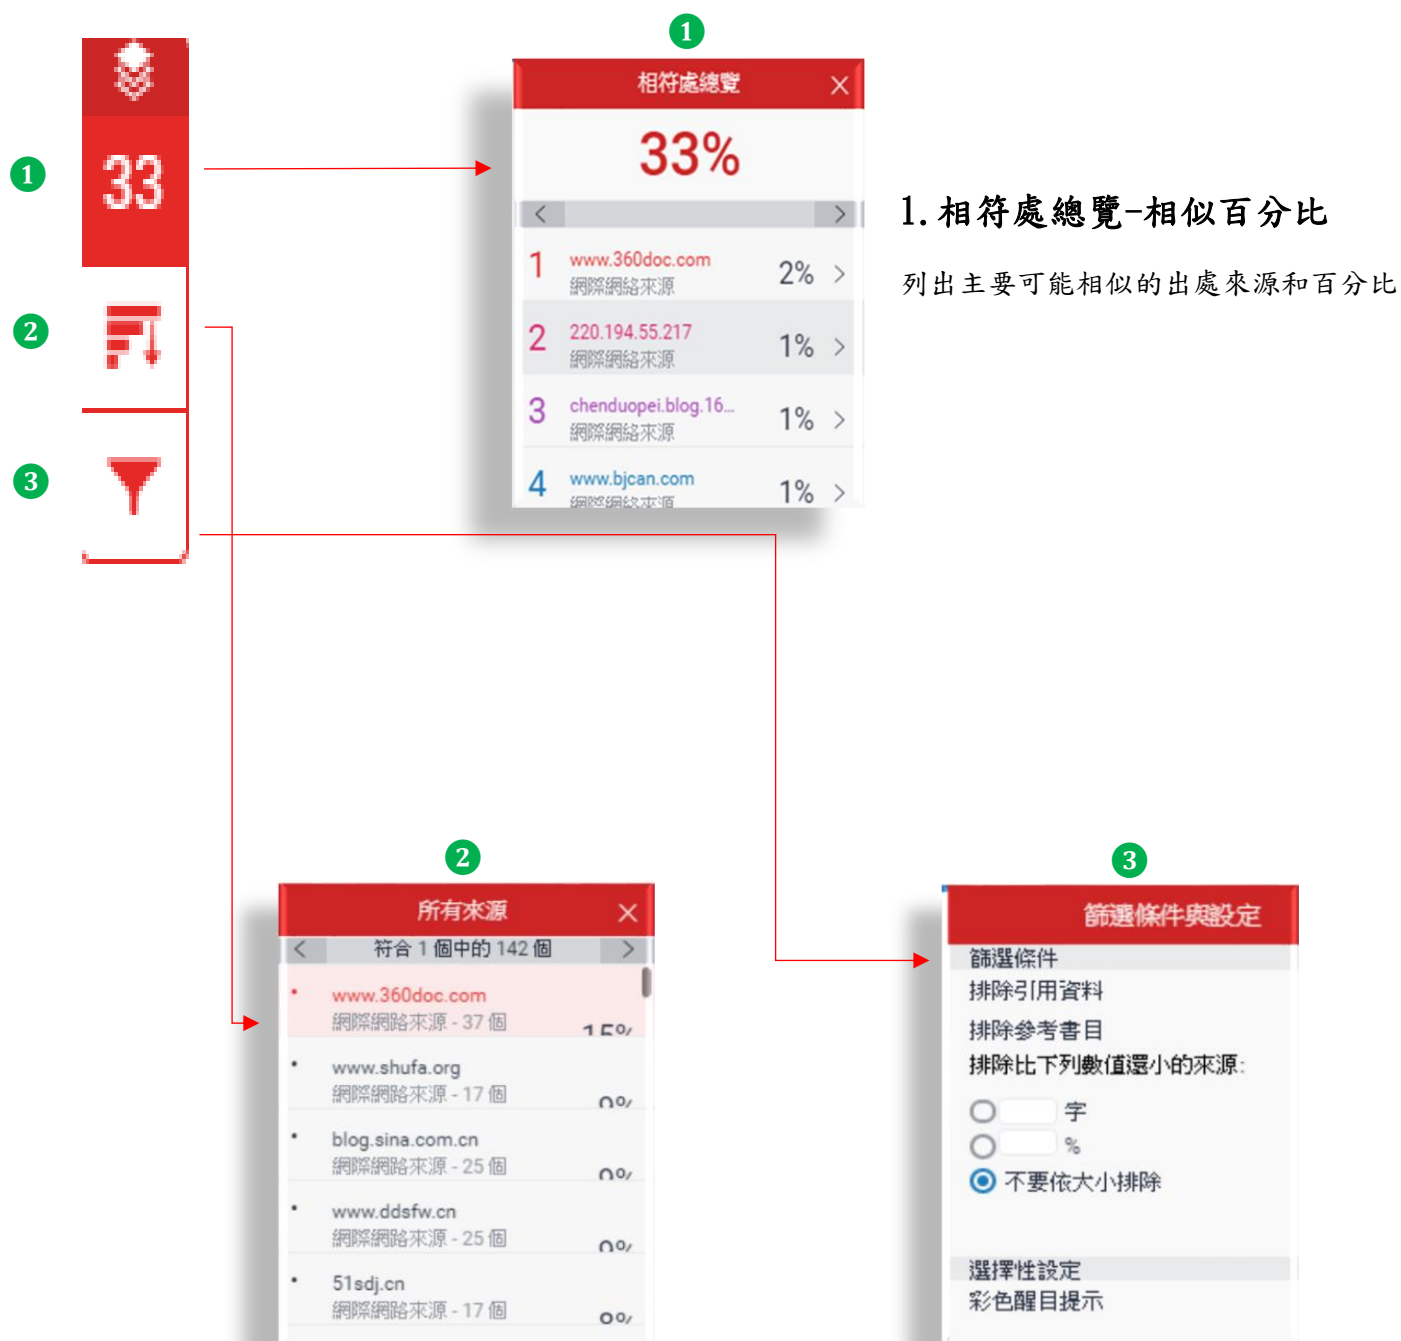 1
相符處總覽 ×
33%
1
33
< >
1.相符處總覽-相似百分比
1 www.360doc.com 2% >
網際網絡來源
列出主要可能相似的出處來源和百分比
2
2 220.194.55.217 1% >
網際網絡來源
3 chenduopei.blog.16... 1% >
網際網絡來源
3
4 www.bjcan.com 1% >
網際網絡來源
2
所有來源 ×
< 符合 1 個中的 142 個 >
www.360doc.com
網際網路來源 - 37 個 15%
www.shufa.org
網際網路來源 - 17 個
blog.sina.com.cn
網際網路來源 - 25 個
www.ddsfw.cn
網際網路來源 - 25 個
51sdj.cn
網際網路來源 - 17 個
3
篩選條件與設定
篩選條件
排除引用資料
排除參考書目
排除比下列數值還小的來源:
字
%
不要依大小排除
選擇性設定
彩色醒目提示